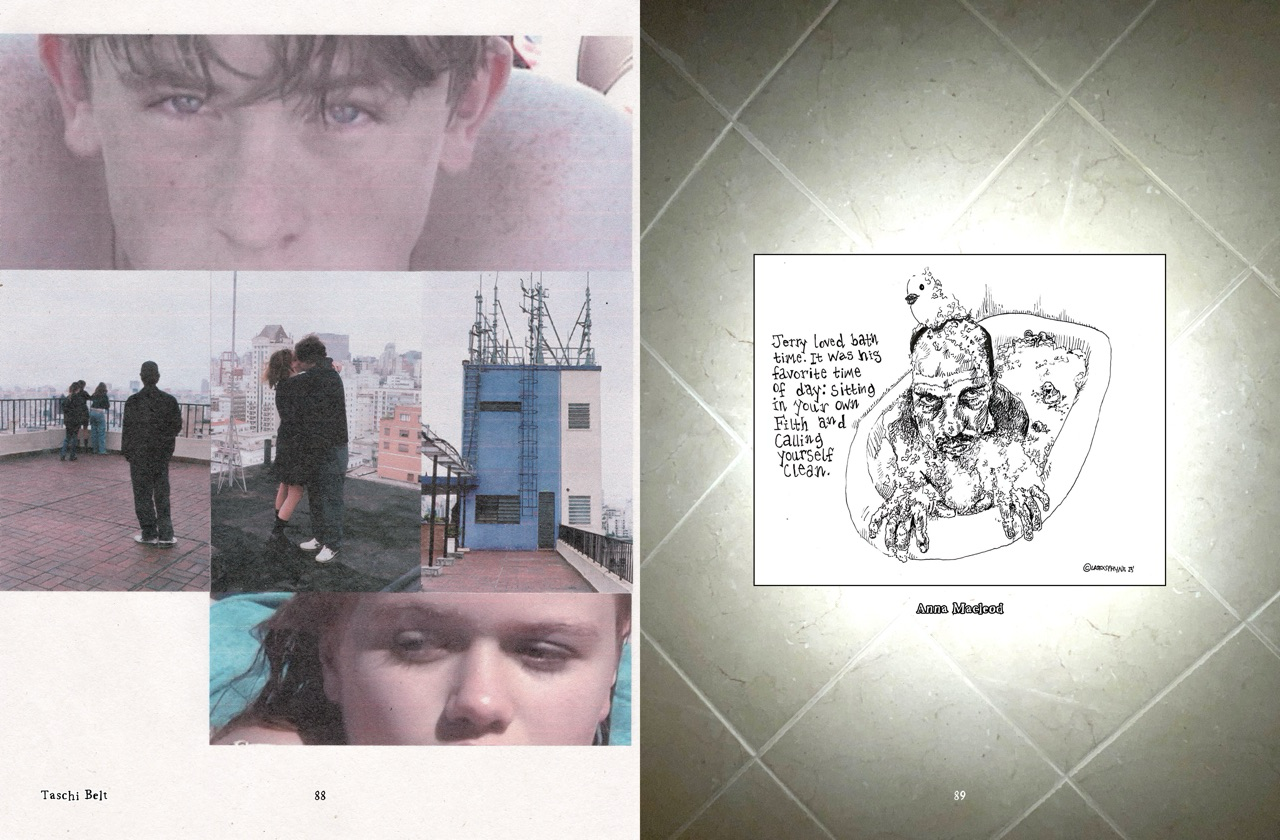 Taschi Belt
88
Jerry loved bath
time. It was his
favorite time
of day: sitting
in your own
Filth and
Calling
yourself
Clean.
Anna Macleod
89